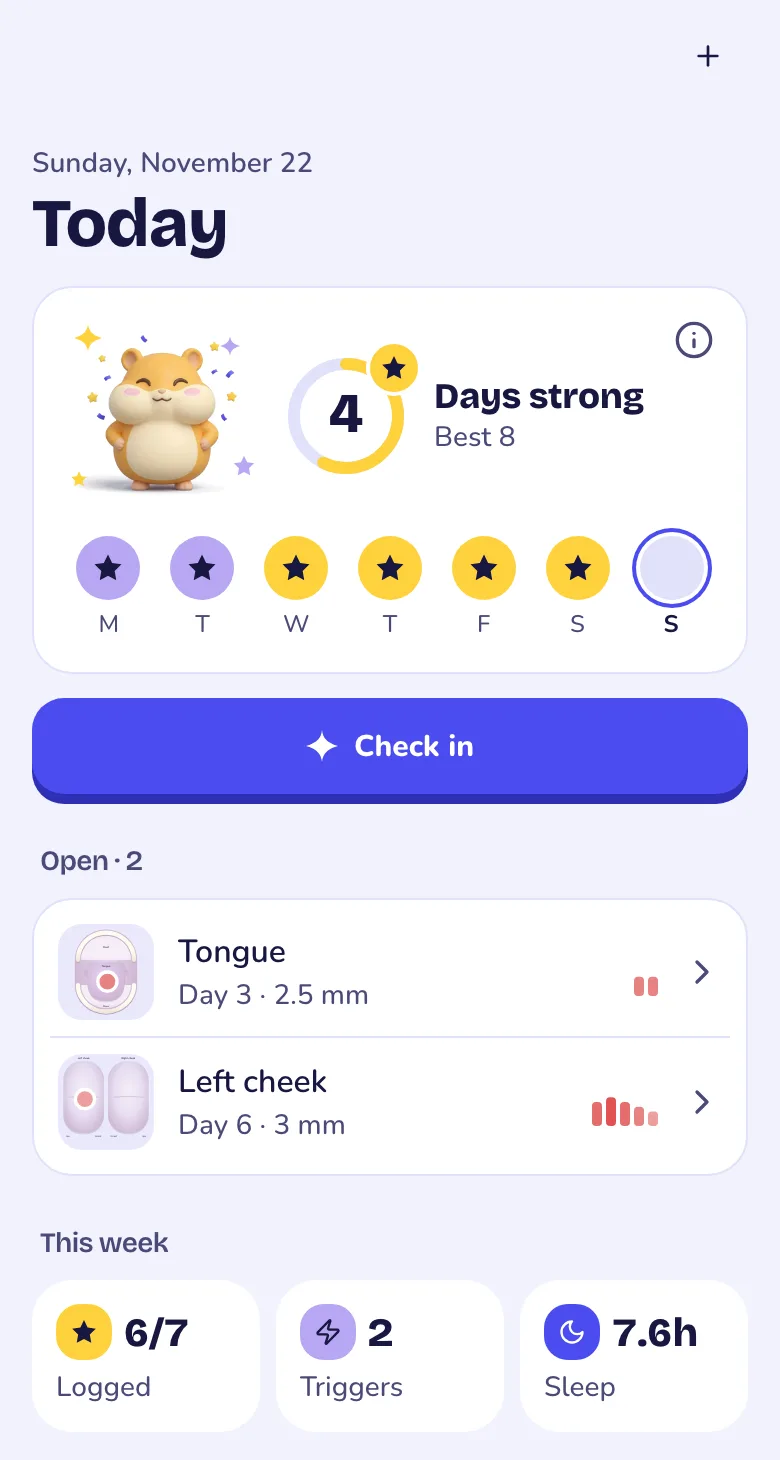 Sunday, November 22
Today
4
Days strong
Best 8
M T W T F S S
Check in
Open · 2
Tongue
Day 3 · 2.5 mm
Left cheek
Day 6 · 3 mm
This week
6/7
Logged
2
Triggers
7.6h
Sleep